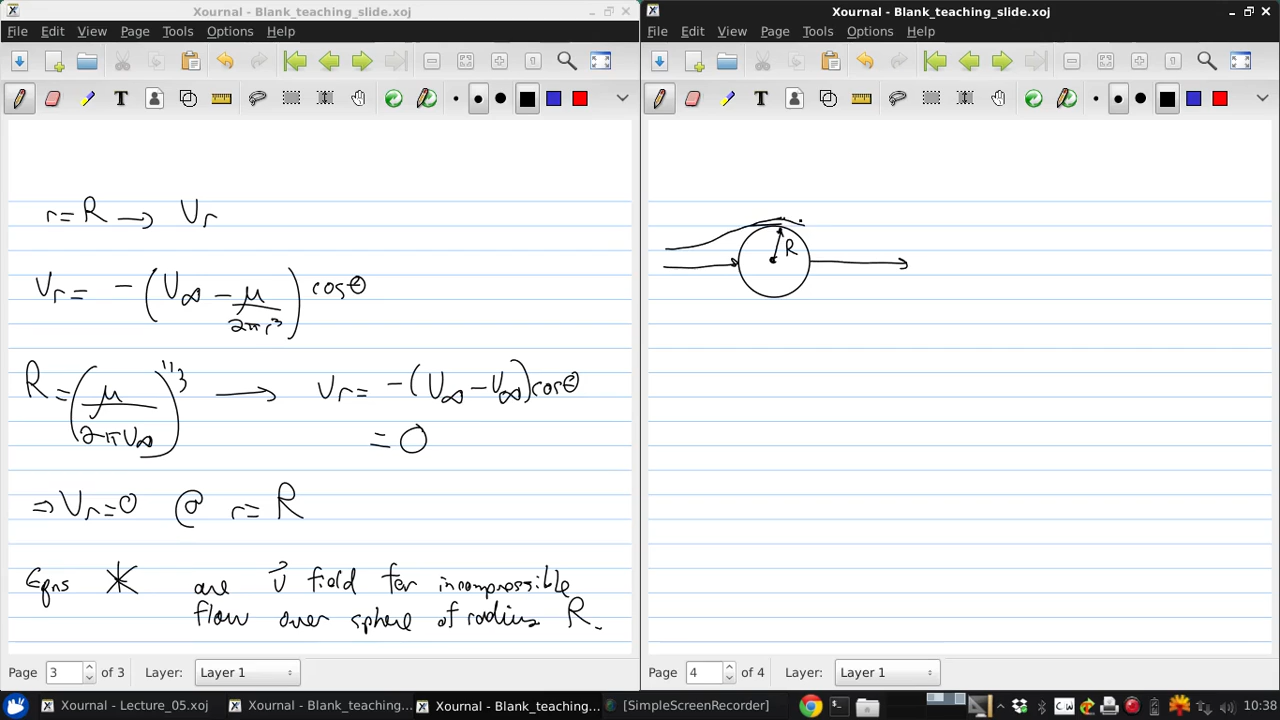 Xournal - Blank_teaching_slide.xoj
File Edit View Page Tools Options Help
r = R → Vr
Vr = - (V∞ - μ/2πr³) cosθ
R = (μ/2πV∞)^1/3 → Vr = - (V∞ - V∞) cosθ
= 0
⇒ Vr = 0 @ r = R
Eqns * are v⃗ field for incompressible
flow over sphere of radius R.
Page 3 of 3 Layer: Layer 1
Xournal - Blank_teaching_slide.xoj
File Edit View Page Tools Options Help
R
Page 4 of 4 Layer: Layer 1
Xournal - Lecture_05.xoj Xournal - Blank_teaching... Xournal - Blank_teaching_... [SimpleScreenRecorder] 10:38